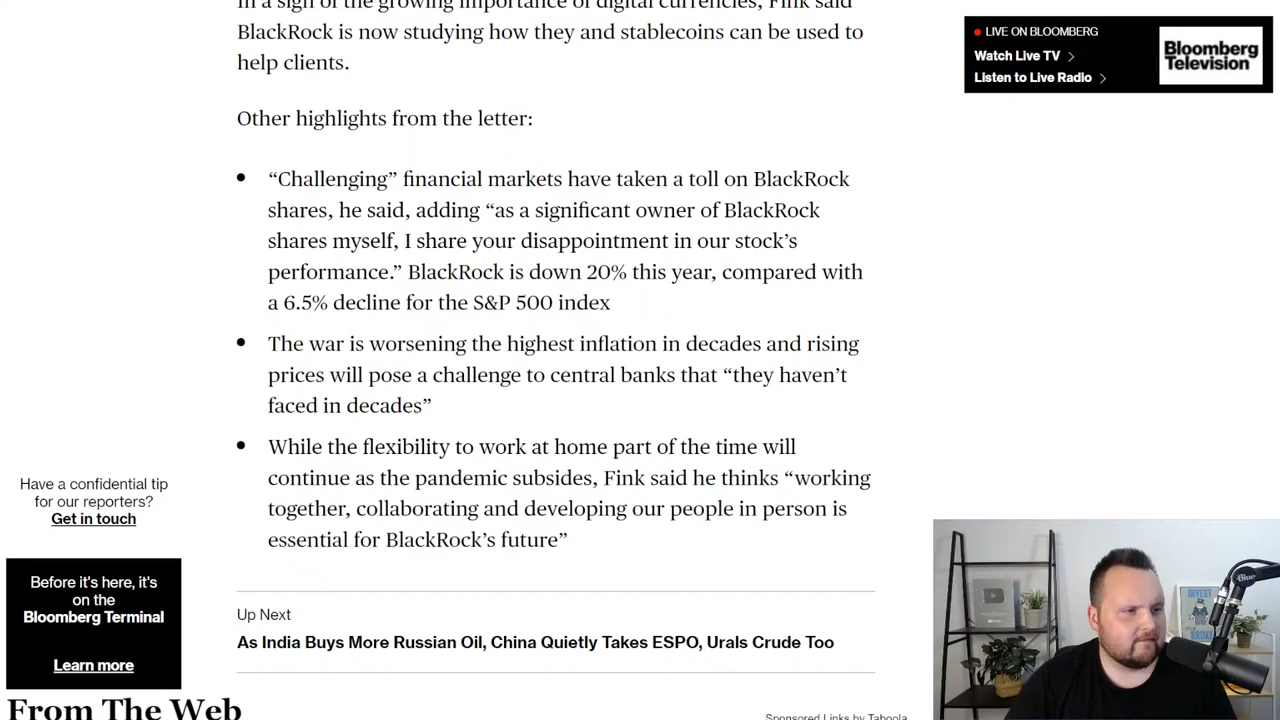 In a sign of the growing importance of digital currencies, Fink said
BlackRock is now studying how they and stablecoins can be used to
help clients.
Other highlights from the letter:
“Challenging” financial markets have taken a toll on BlackRock
shares, he said, adding “as a significant owner of BlackRock
shares myself, I share your disappointment in our stock’s
performance.” BlackRock is down 20% this year, compared with
a 6.5% decline for the S&P 500 index
The war is worsening the highest inflation in decades and rising
prices will pose a challenge to central banks that “they haven’t
faced in decades”
While the flexibility to work at home part of the time will
continue as the pandemic subsides, Fink said he thinks “working
together, collaborating and developing our people in person is
essential for BlackRock’s future”
Up Next
As India Buys More Russian Oil, China Quietly Takes ESPO, Urals Crude Too
Have a confidential tip
for our reporters?
Get in touch
Before it's here, it's
on the
Bloomberg Terminal
Learn more
From The Web
Sponsored Links by Taboola
LIVE ON BLOOMBERG
Watch Live TV
Listen to Live Radio
Bloomberg
Television
INVEST
Blue